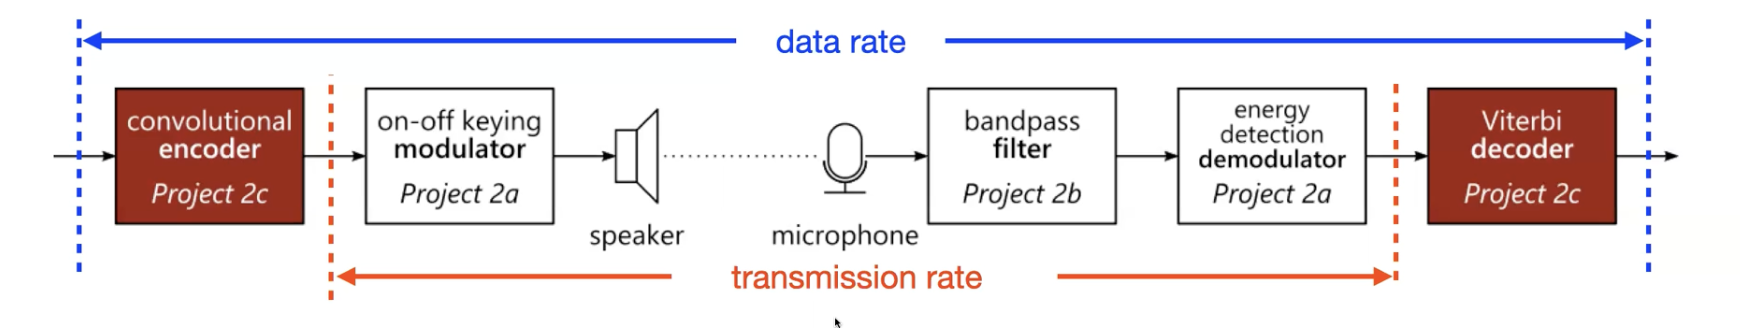 data rate
convolutional
encoder
Project 2c
on-off keying
modulator
Project 2a
speaker
microphone
bandpass
filter
Project 2b
energy
detection
demodulator
Project 2a
Viterbi
decoder
Project 2c
transmission rate